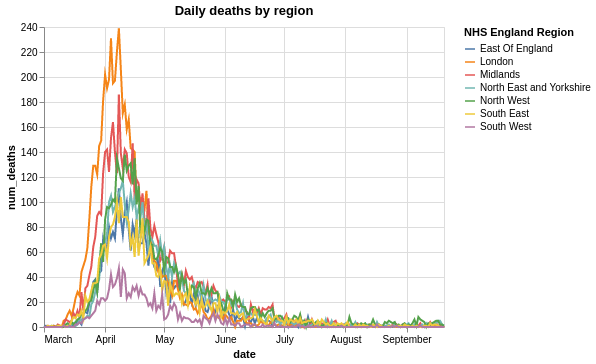 Daily deaths by region
NHS England Region
East Of England
London
Midlands
North East and Yorkshire
North West
South East
South West
num_deaths
240
220
200
180
160
140
120
100
80
60
40
20
0
March April May June July August September
date